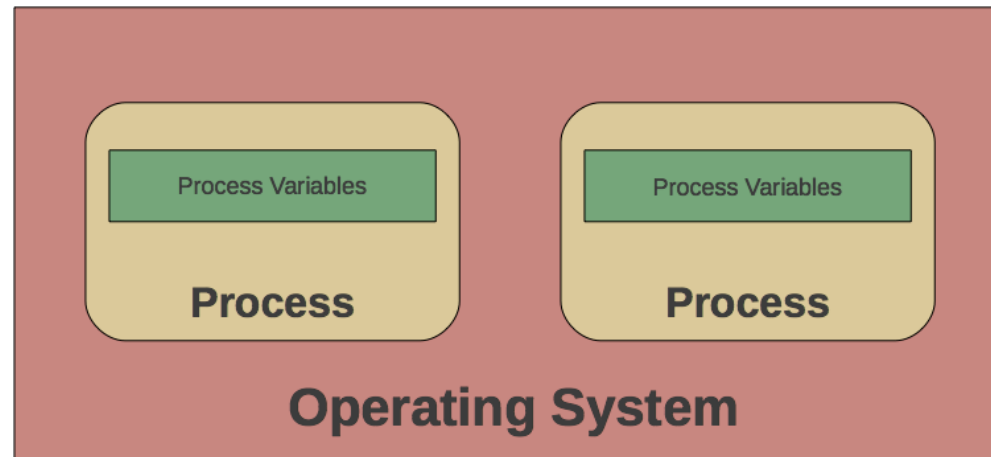 Process Variables
Process Variables
Process
Process
Operating System